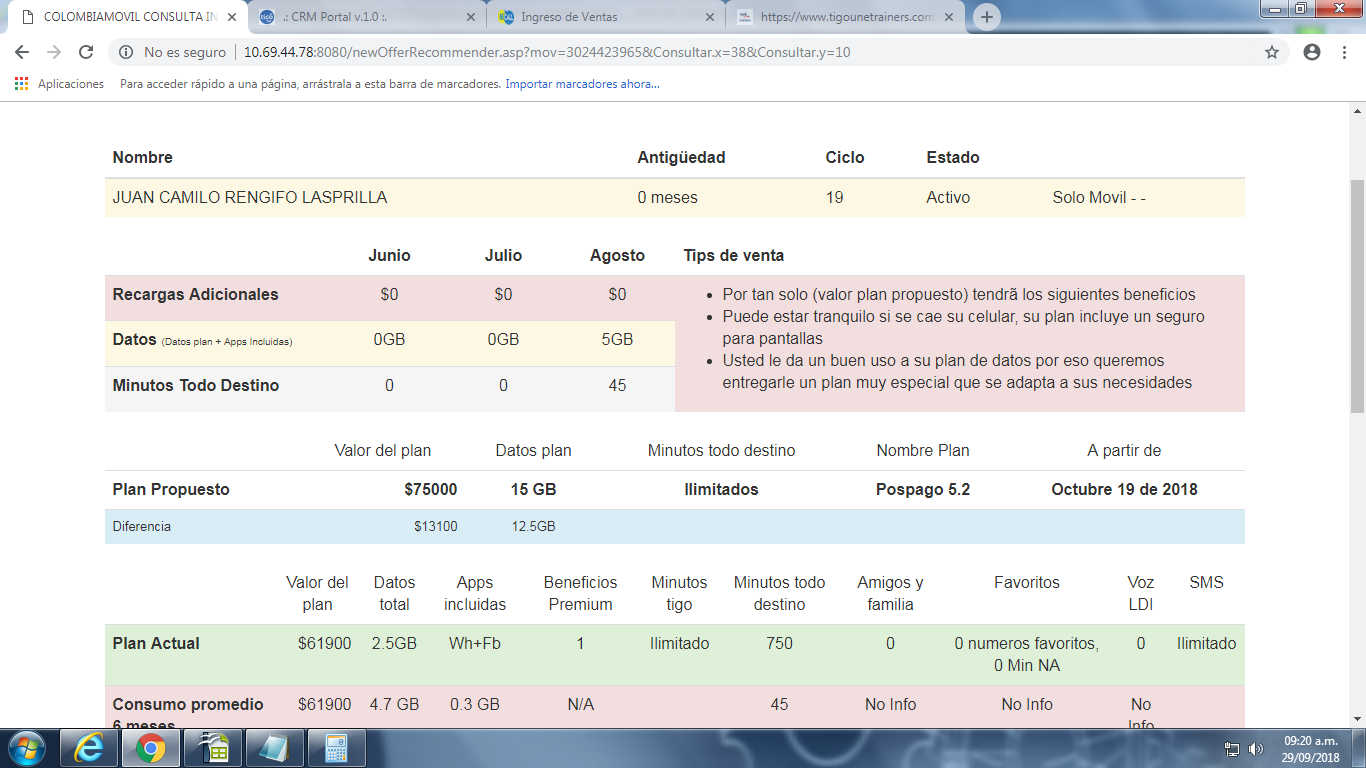 COLOMBIAMOVIL CONSULTA IN
.: CRM Portal v.1.0 :.
Ingreso de Ventas
https://www.tigounetrainers.com
No es seguro
10.69.44.78:8080/newOfferRecommender.asp?mov=3024423965&Consultar.x=38&Consultar.y=10
Aplicaciones
Para acceder rápido a una página, arrástrala a esta barra de marcadores. Importar marcadores ahora...
Nombre Antigüedad Ciclo Estado
JUAN CAMILO RENGIFO LASPRILLA 0 meses 19 Activo Solo Movil - -
Junio Julio Agosto Tips de venta
Recargas Adicionales $0 $0 $0
Datos (Datos plan + Apps Incluidas) 0GB 0GB 5GB
Minutos Todo Destino 0 0 45
Por tan solo (valor plan propuesto) tendrã los siguientes beneficios
Puede estar tranquilo si se cae su celular, su plan incluye un seguro
para pantallas
Usted le da un buen uso a su plan de datos por eso queremos
entregarle un plan muy especial que se adapta a sus necesidades
Valor del plan Datos plan Minutos todo destino Nombre Plan A partir de
Plan Propuesto $75000 15 GB Ilimitados Pospago 5.2 Octubre 19 de 2018
Diferencia $13100 12.5GB
Valor del Datos Apps Beneficios Minutos Minutos todo Amigos y Favoritos Voz SMS
plan total incluidas Premium tigo destino familia LDI
Plan Actual $61900 2.5GB Wh+Fb 1 Ilimitado 750 0 0 numeros favoritos, 0 Ilimitado
0 Min NA
Consumo promedio $61900 4.7 GB 0.3 GB N/A 45 No Info No Info No
6 meses Info
09:20 a.m.
29/09/2018